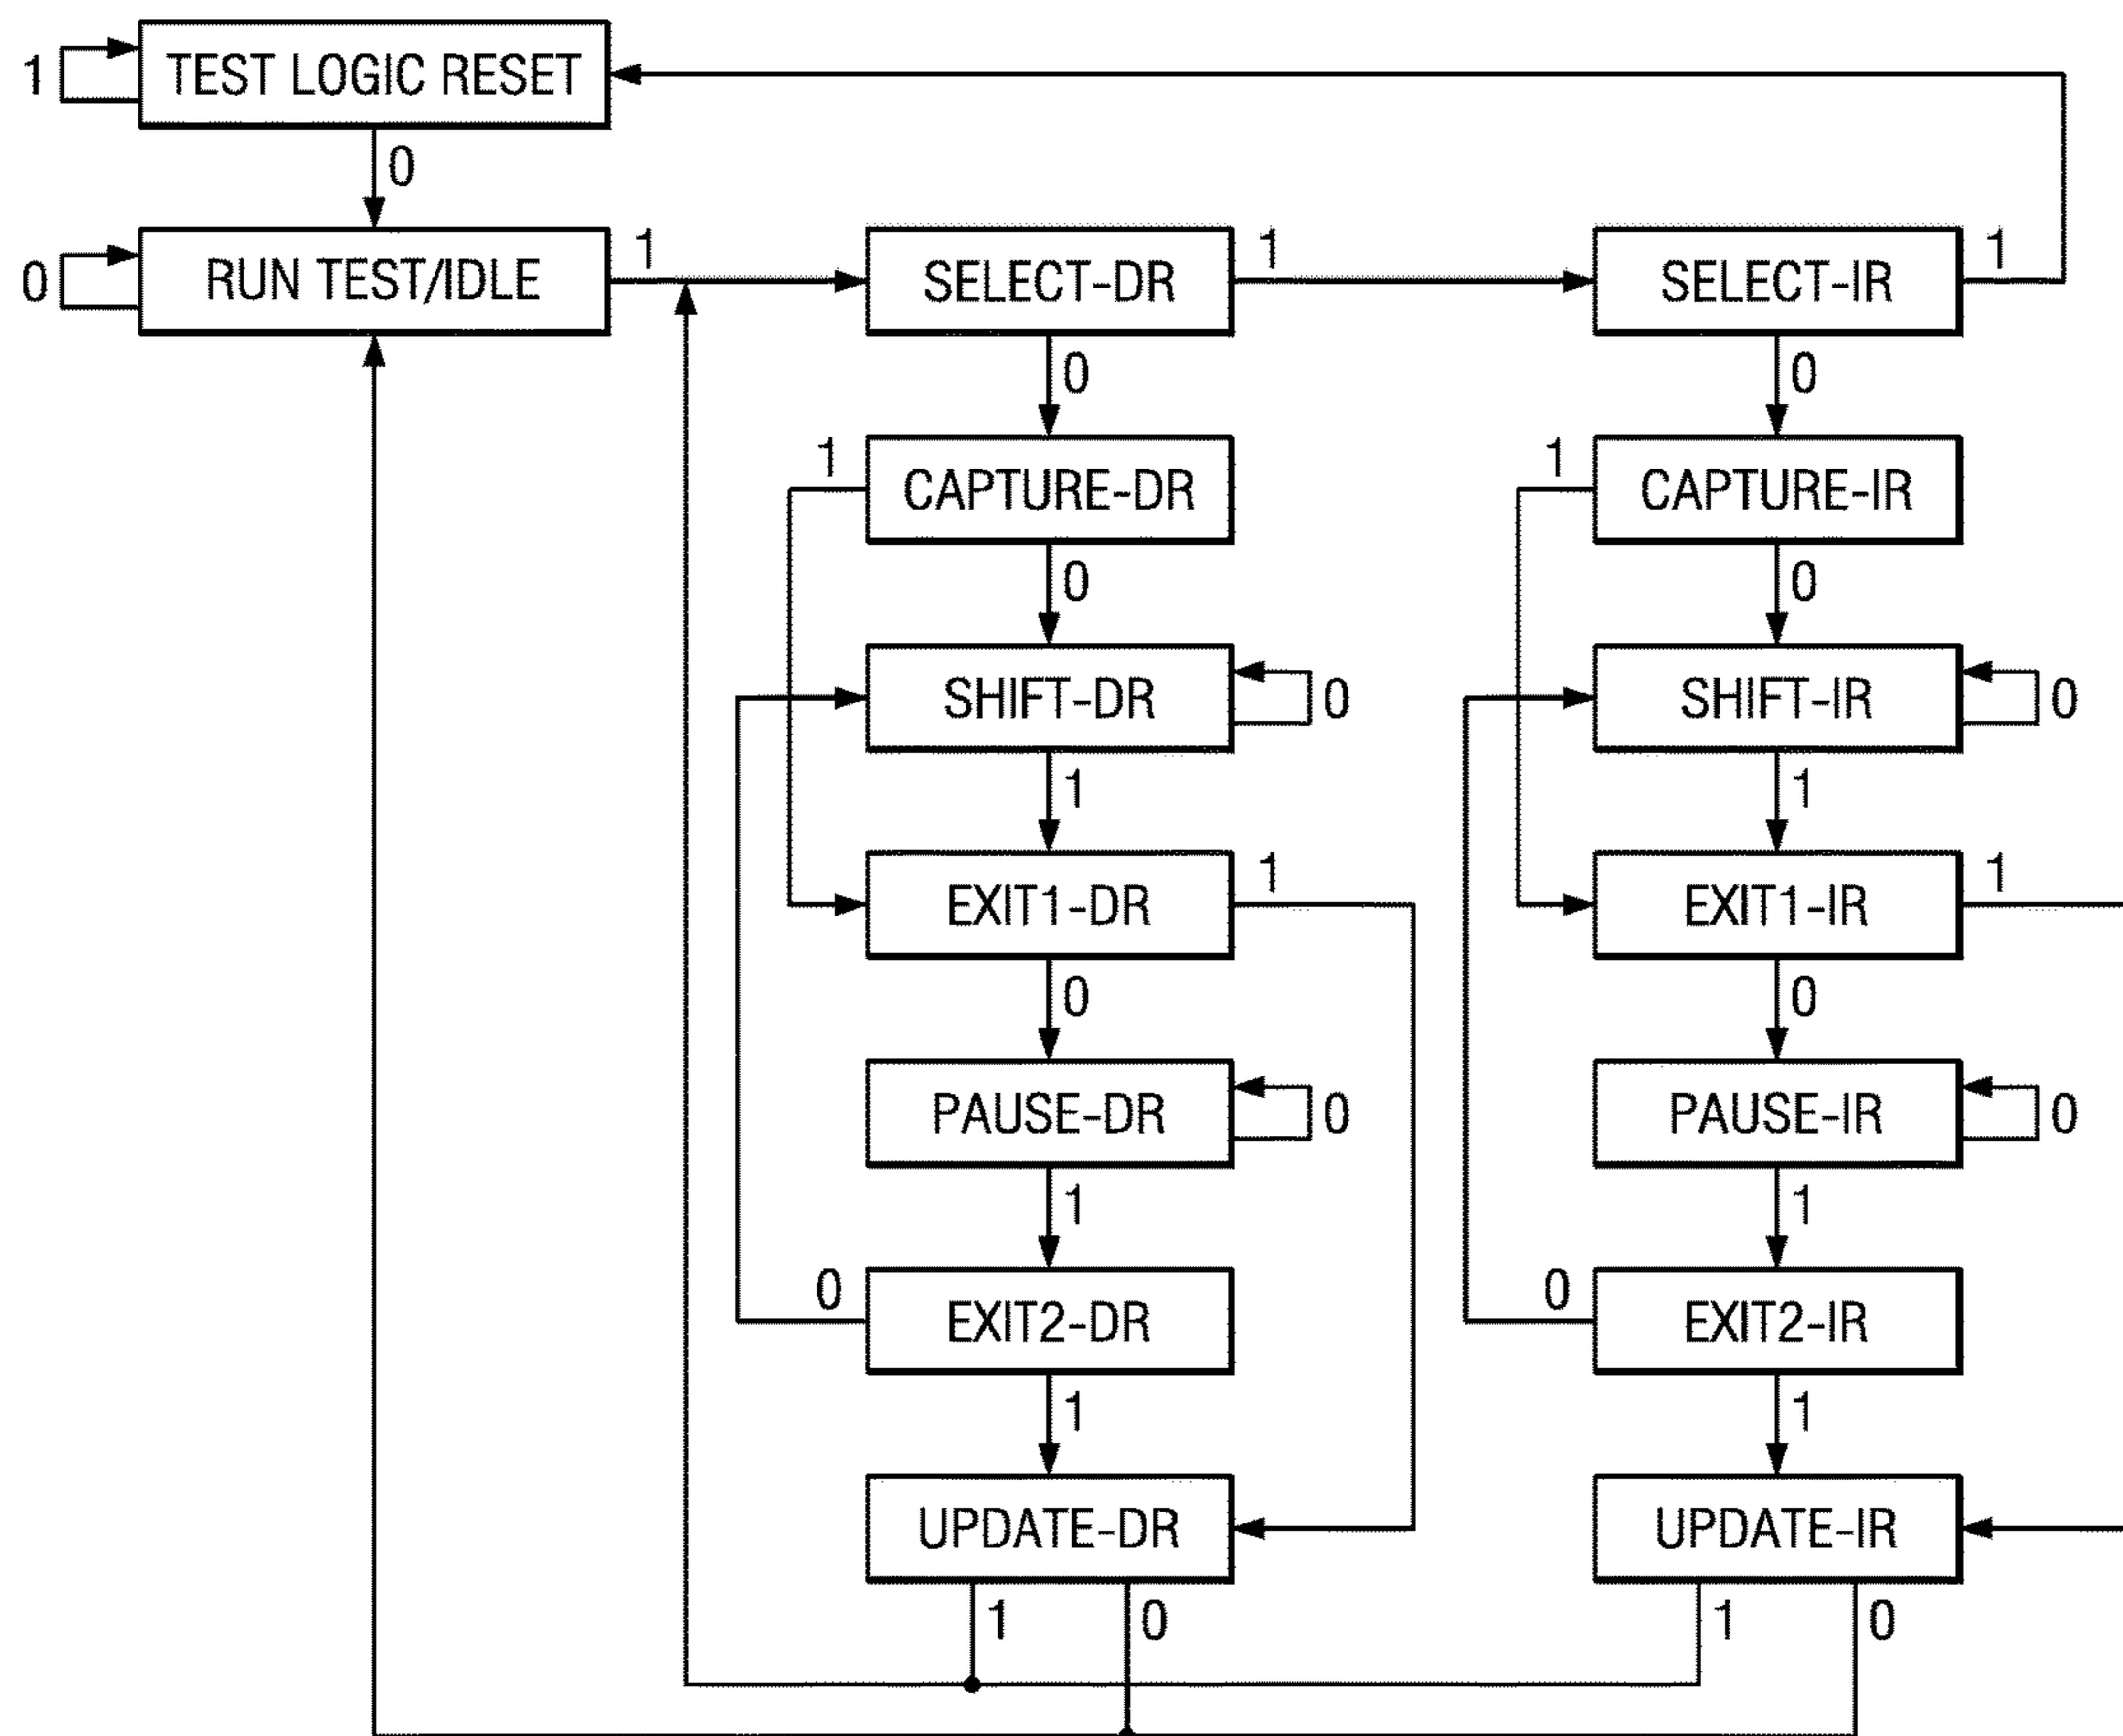 1 TEST LOGIC RESET
0
0 RUN TEST/IDLE 1 SELECT-DR 1 SELECT-IR 1
0 0
1 CAPTURE-DR 1 CAPTURE-IR
0 0
SHIFT-DR 0 SHIFT-IR 0
1 1
EXIT1-DR 1 EXIT1-IR 1
0 0
PAUSE-DR 0 PAUSE-IR 0
1 1
0 EXIT2-DR 0 EXIT2-IR
1 1
UPDATE-DR UPDATE-IR
1 0 1 0